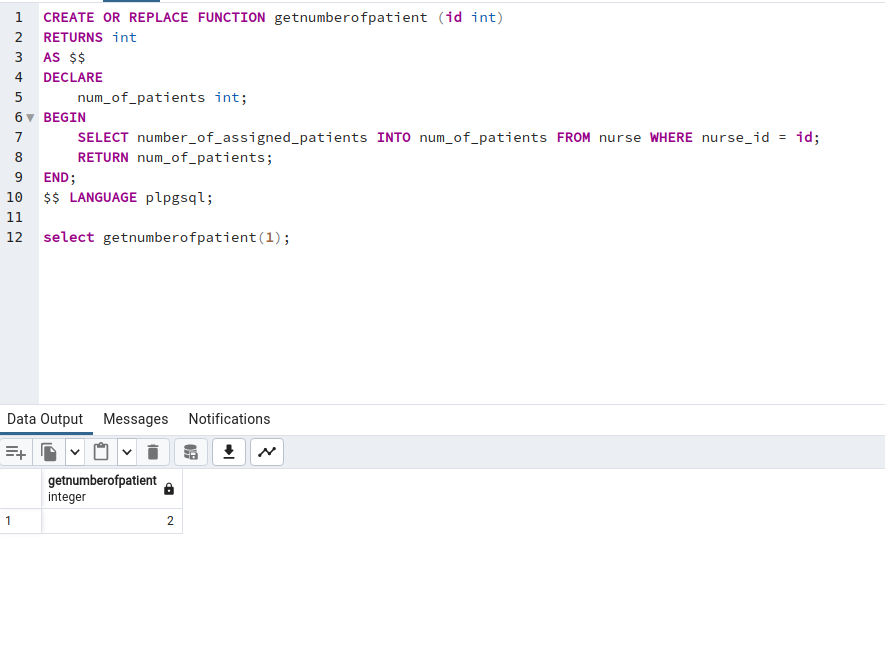 1 CREATE OR REPLACE FUNCTION getnumberofpatient (id int)
2 RETURNS int
3 AS $$
4 DECLARE
5     num_of_patients int;
6 BEGIN
7     SELECT number_of_assigned_patients INTO num_of_patients FROM nurse WHERE nurse_id = id;
8     RETURN num_of_patients;
9 END;
10 $$ LANGUAGE plpgsql;
11
12 select getnumberofpatient(1);
Data Output Messages Notifications
getnumberofpatient
integer
1 2